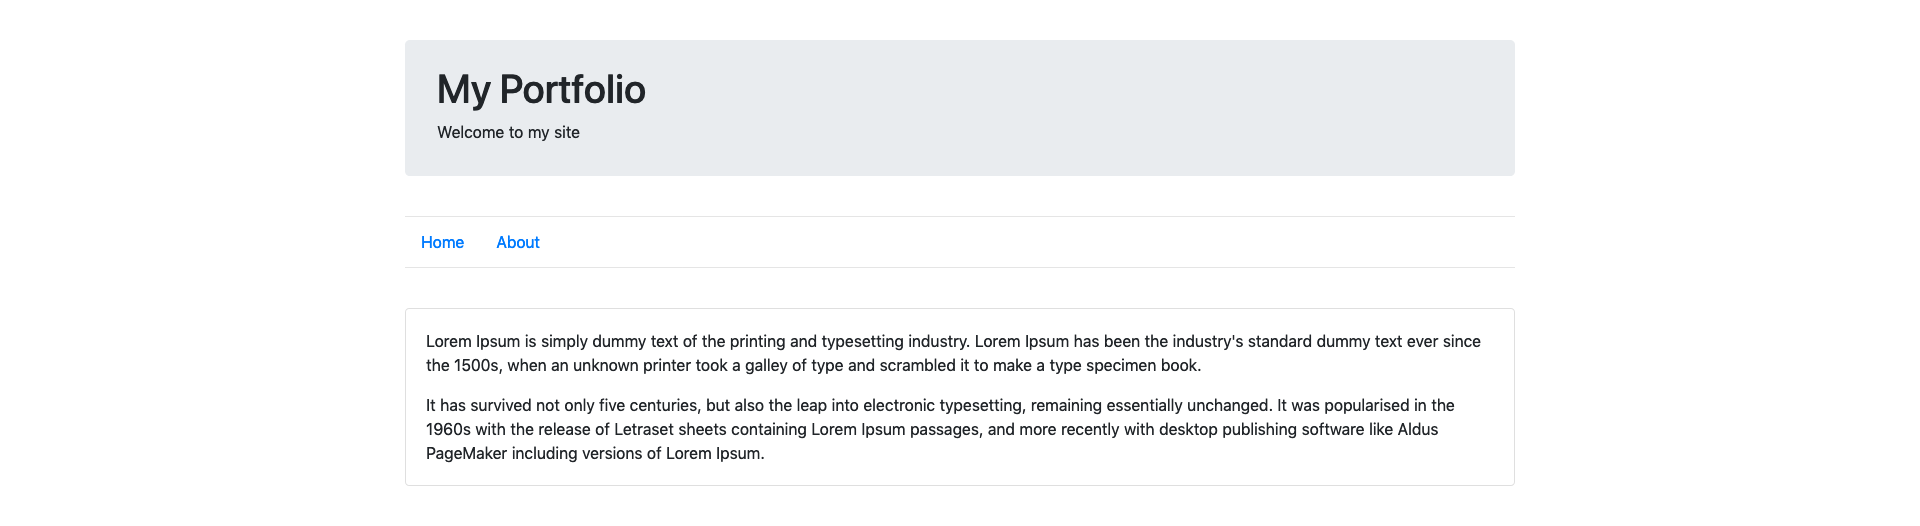 My Portfolio
Welcome to my site
Home About
Lorem Ipsum is simply dummy text of the printing and typesetting industry. Lorem Ipsum has been the industry's standard dummy text ever since
the 1500s, when an unknown printer took a galley of type and scrambled it to make a type specimen book.
It has survived not only five centuries, but also the leap into electronic typesetting, remaining essentially unchanged. It was popularised in the
1960s with the release of Letraset sheets containing Lorem Ipsum passages, and more recently with desktop publishing software like Aldus
PageMaker including versions of Lorem Ipsum.